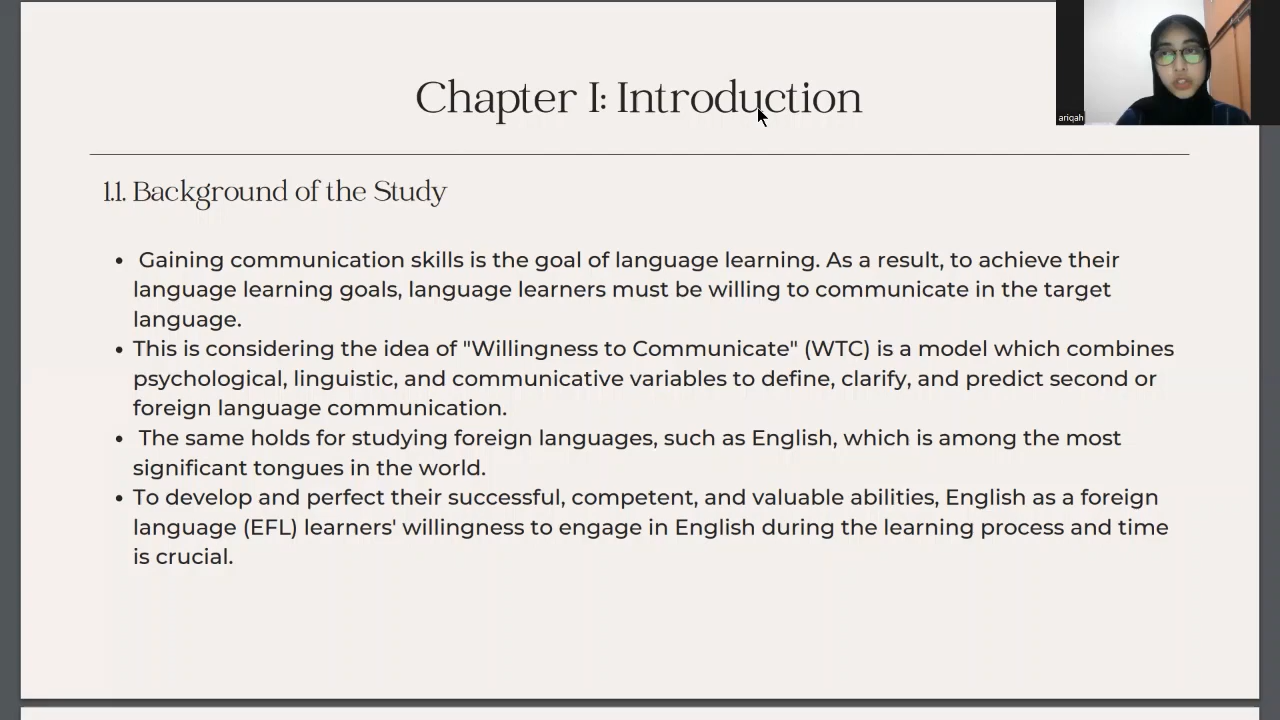 Chapter I: Introduction
ariqah
1.1. Background of the Study
• Gaining communication skills is the goal of language learning. As a result, to achieve their
language learning goals, language learners must be willing to communicate in the target
language.
• This is considering the idea of "Willingness to Communicate" (WTC) is a model which combines
psychological, linguistic, and communicative variables to define, clarify, and predict second or
foreign language communication.
• The same holds for studying foreign languages, such as English, which is among the most
significant tongues in the world.
• To develop and perfect their successful, competent, and valuable abilities, English as a foreign
language (EFL) learners' willingness to engage in English during the learning process and time
is crucial.